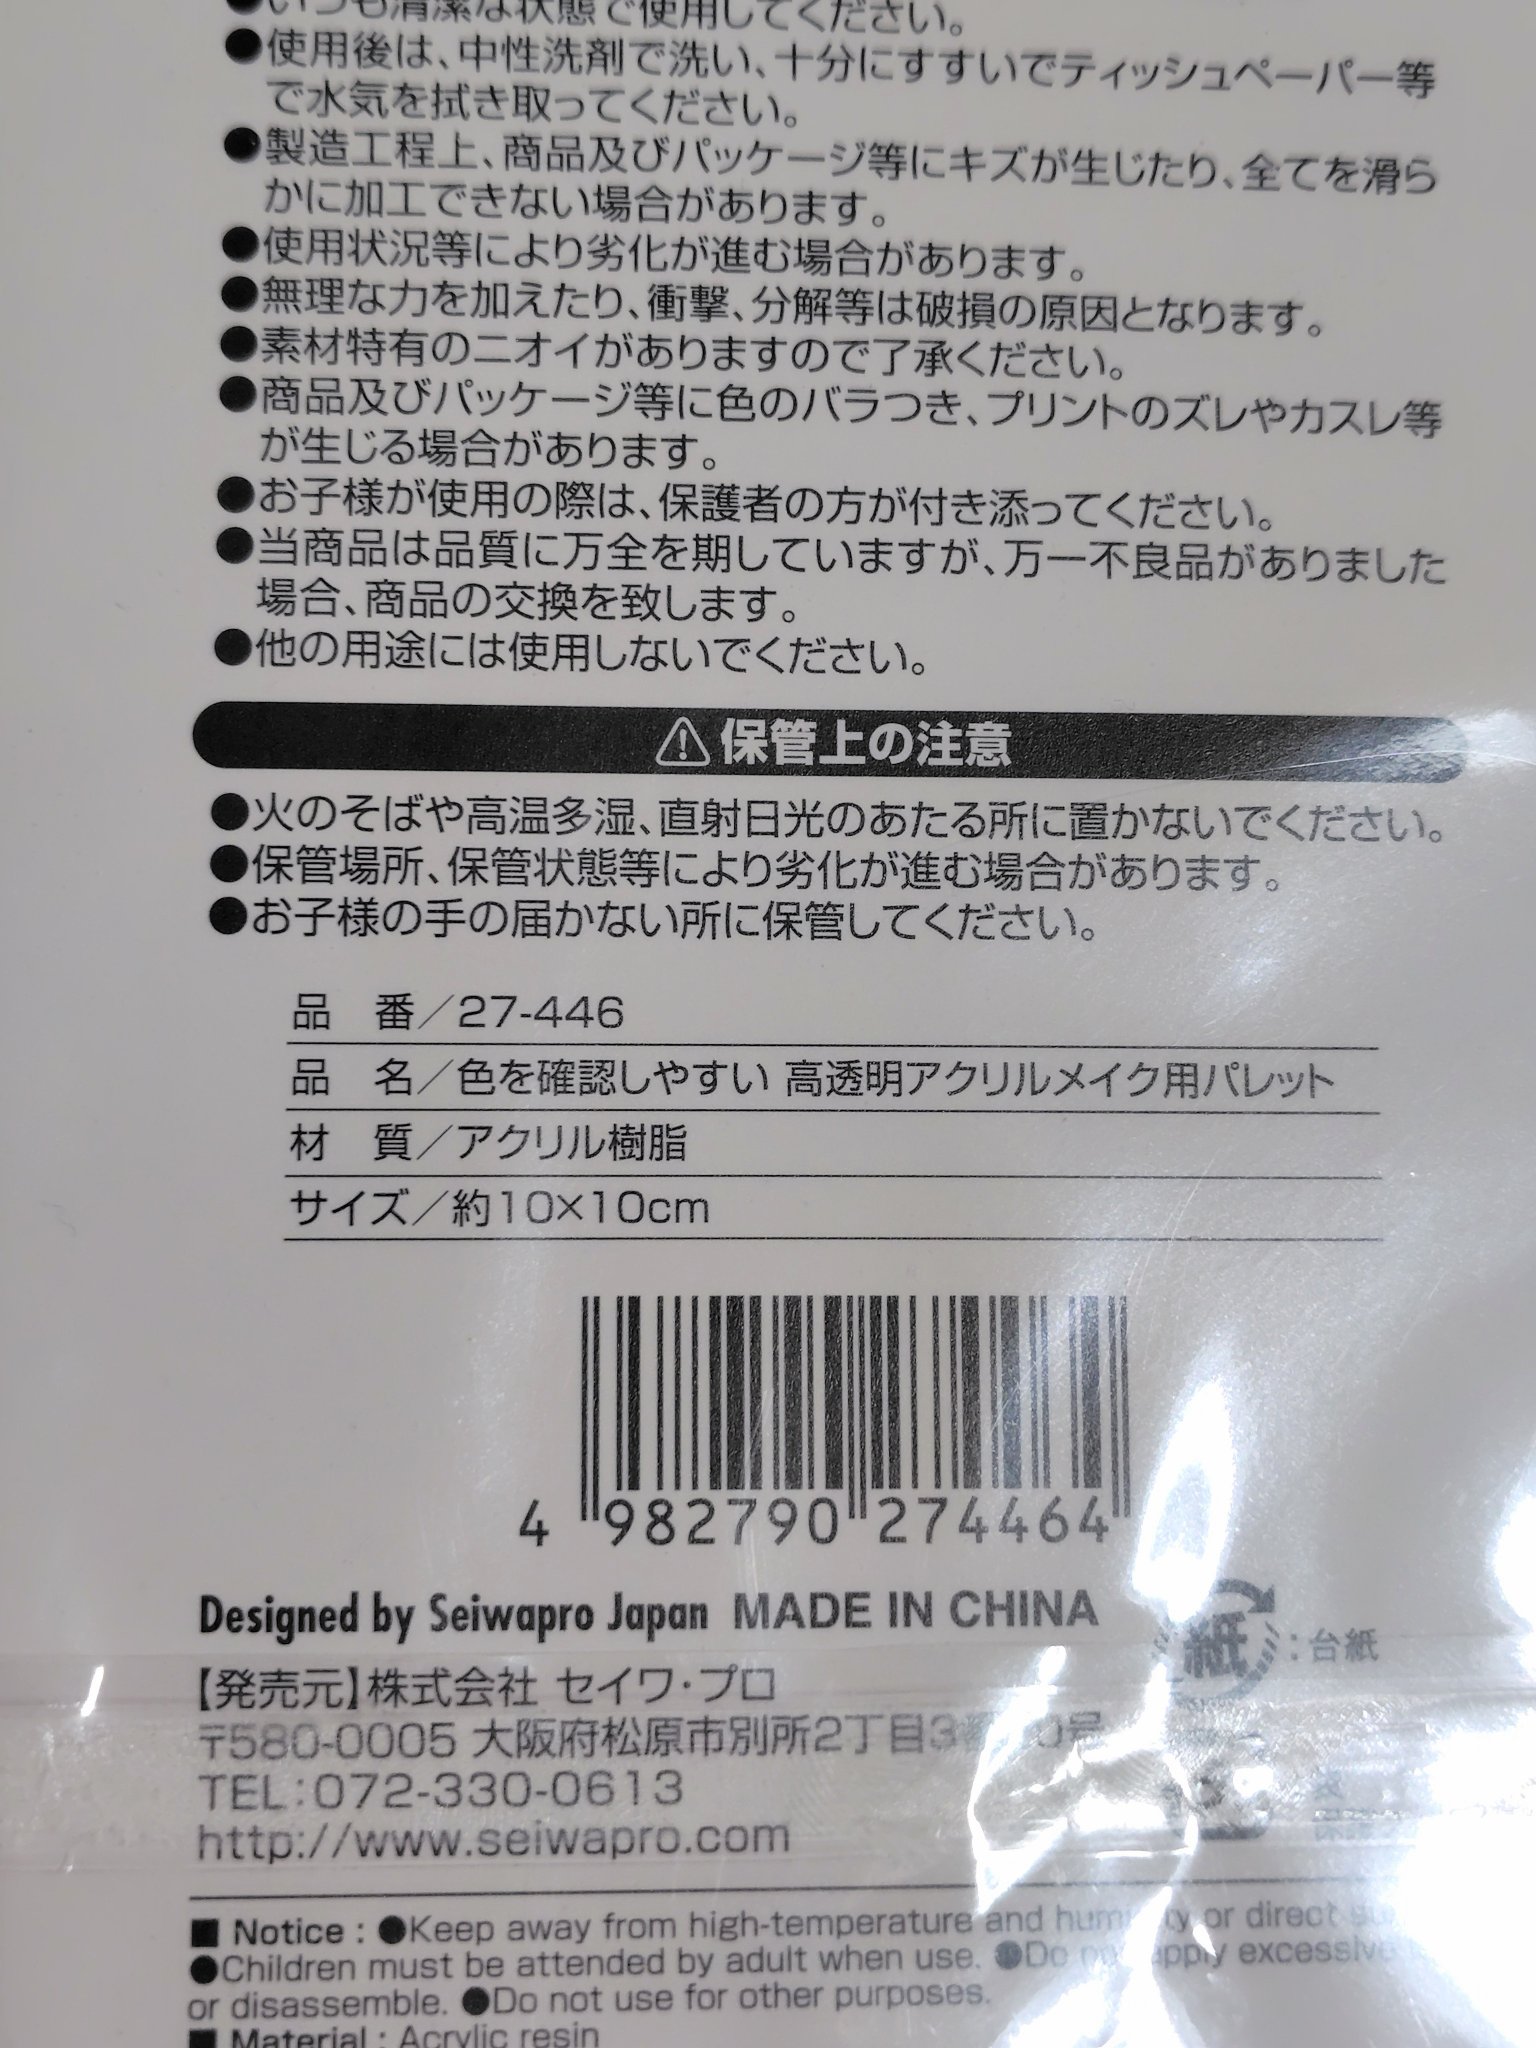 ●いつも清潔な状態で使用してください。
●使用後は、中性洗剤で洗い、十分にすすいでティッシュペーパー等
で水気を拭き取ってください。
●製造工程上、商品及びパッケージ等にキズが生じたり、全てを滑ら
かに加工できない場合があります。
●使用状況等により劣化が進む場合があります。
●無理な力を加えたり、衝撃、分解等は破損の原因となります。
●素材特有のニオイがありますので了承ください。
●商品及びパッケージ等に色のバラつき、プリントのズレやカスレ等
が生じる場合があります。
●お子様が使用の際は、保護者の方が付き添ってください。
●当商品は品質に万全を期していますが、万一不良品がありました
場合、商品の交換を致します。
●他の用途には使用しないでください。
⚠保管上の注意
●火のそばや高温多湿、直射日光のあたる所に置かないでください。
●保管場所、保管状態等により劣化が進む場合があります。
●お子様の手の届かない所に保管してください。
品 番／27-446
品 名／色を確認しやすい 高透明アクリルメイク用パレット
材 質／アクリル樹脂
サイズ／約10×10cm
4 982790 274464
Designed by Seiwapro Japan MADE IN CHINA
紙 : 台紙
【発売元】株式会社 セイワ・プロ
〒580-0005 大阪府松原市別所2丁目3
TEL:072-330-0613
http://www.seiwapro.com
■ Notice : ●Keep away from high-temperature and or direct
●Children must be attended by adult when use. ●Do apply excessive
or disassemble. ●Do not use for other purposes.
■ Material : Acrylic resin